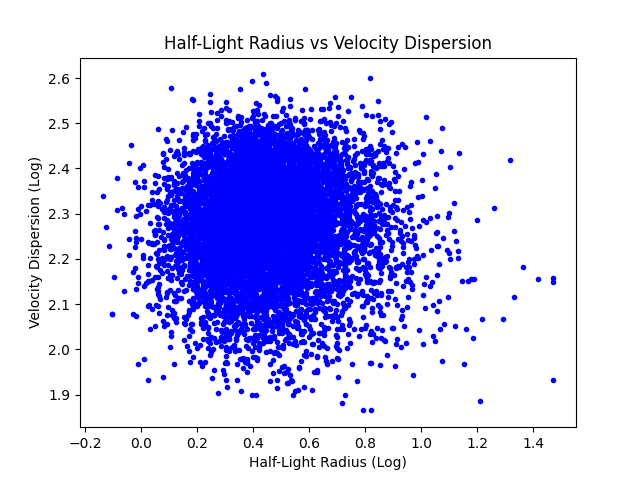 Half-Light Radius vs Velocity Dispersion
2.6
2.5
2.4
2.3
2.2
2.1
2.0
1.9
Velocity Dispersion (Log)
−0.2 0.0 0.2 0.4 0.6 0.8 1.0 1.2 1.4
Half-Light Radius (Log)